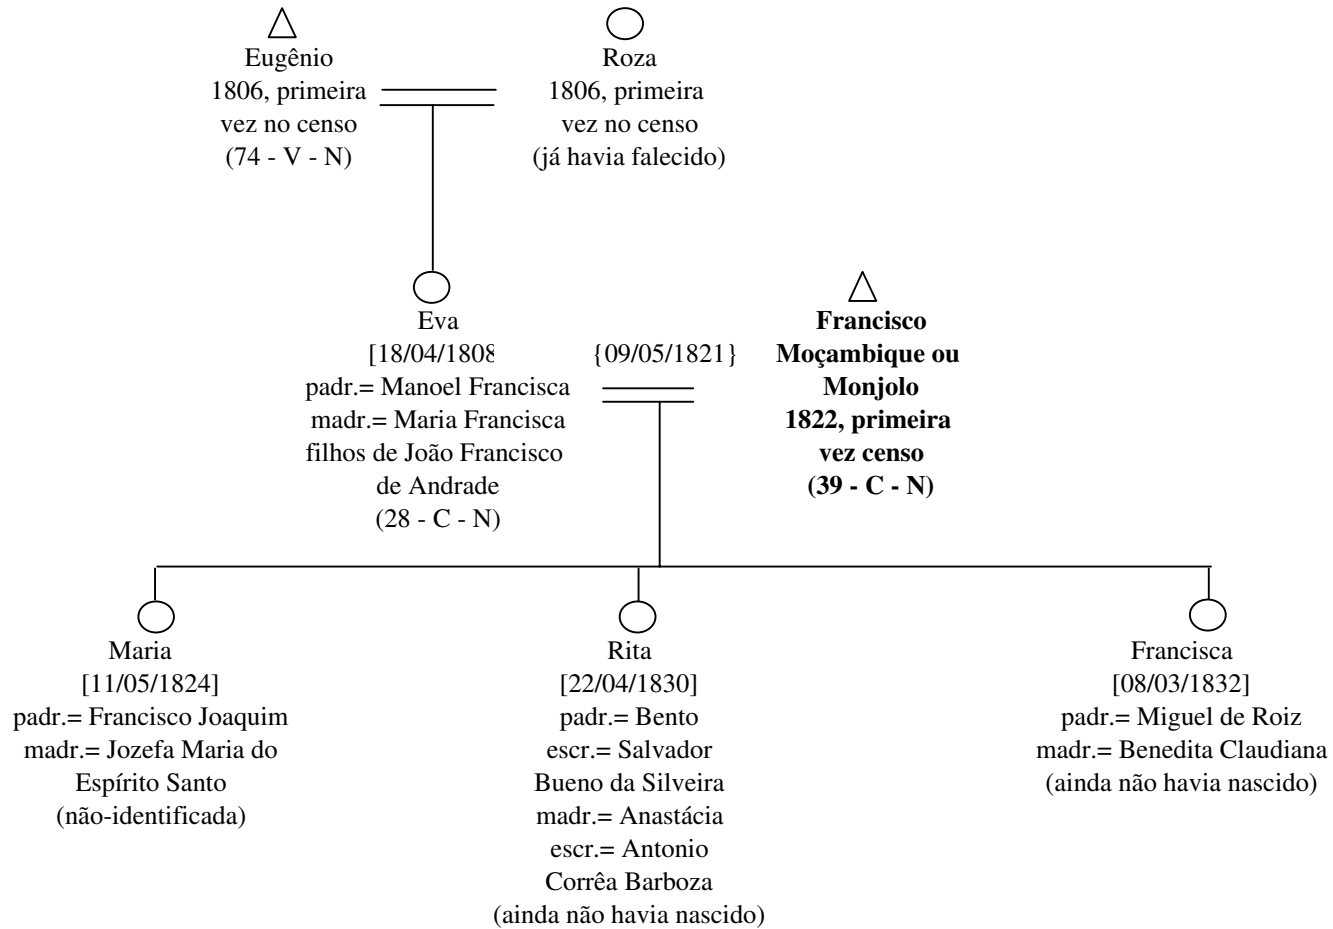 Eugênio
1806, primeira
vez no censo
(74 - V - N)
Roza
1806, primeira
vez no censo
(já havia falecido)
Eva
[18/04/1808
padr.= Manoel Francisca
madr.= Maria Francisca
filhos de João Francisco
de Andrade
(28 - C - N)
{09/05/1821}
Francisco
Moçambique ou
Monjolo
1822, primeira
vez censo
(39 - C - N)
Maria
[11/05/1824]
padr.= Francisco Joaquim
madr.= Jozefa Maria do
Espírito Santo
(não-identificada)
Rita
[22/04/1830]
padr.= Bento
escr.= Salvador
Bueno da Silveira
madr.= Anastácia
escr.= Antonio
Corrêa Barboza
(ainda não havia nascido)
Francisca
[08/03/1832]
padr.= Miguel de Roiz
madr.= Benedita Claudiana
(ainda não havia nascido)